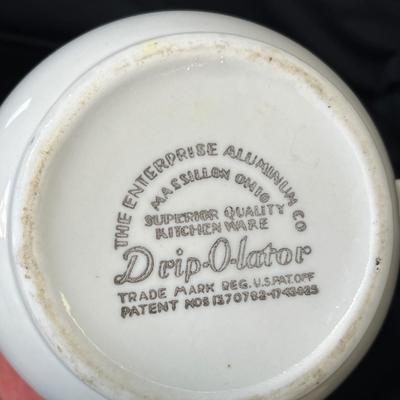 THE ENTERPRISE ALUMINUM CO
MASSILLON OHIO
SUPERIOR QUALITY
KITCHEN WARE
Drip-O-lator
TRADE MARK REG. U.S. PAT. OFF
PATENT NOS 1370782-1743925